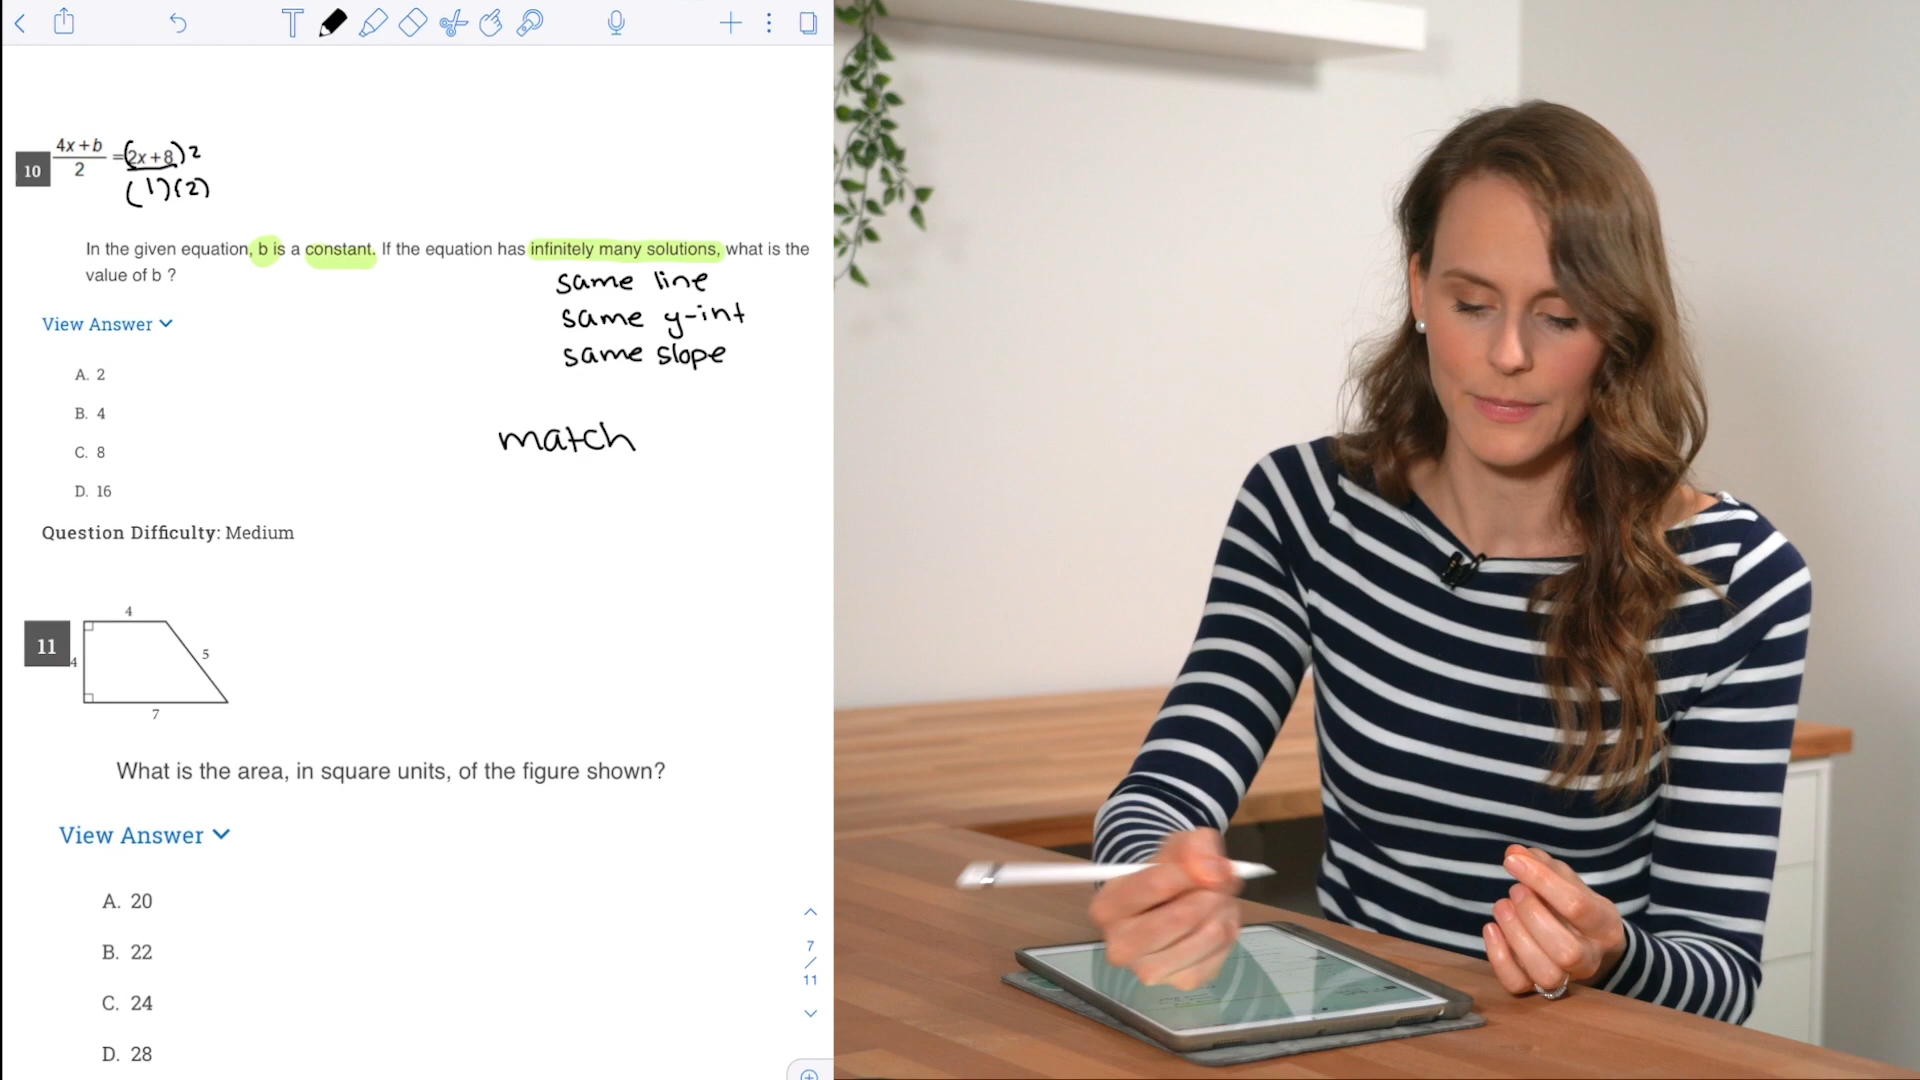 10
4x+b
2
=(2x+8)2
(1)(2)
In the given equation, b is a constant. If the equation has infinitely many solutions, what is the
value of b ?
same line
same y-int
same slope
View Answer
A. 2
B. 4
match
C. 8
D. 16
Question Difficulty: Medium
11
4
4
5
7
What is the area, in square units, of the figure shown?
View Answer
A. 20
B. 22
C. 24
D. 28
7
/
11